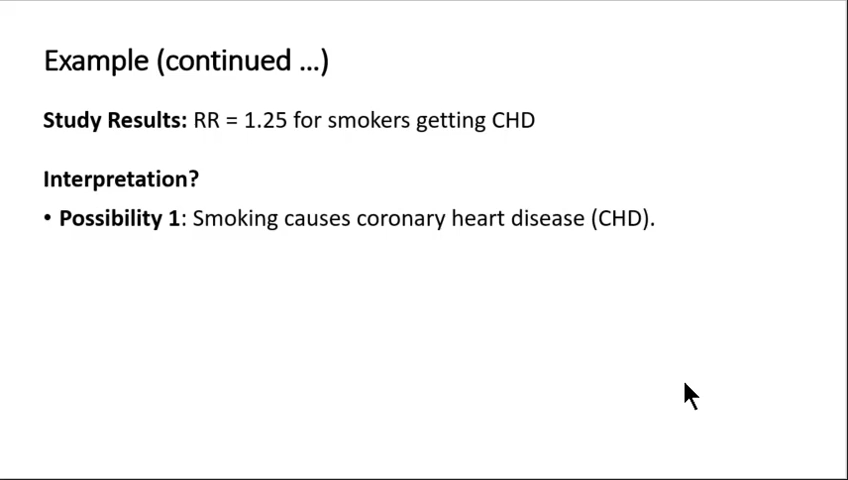 Example (continued ...)
Study Results: RR = 1.25 for smokers getting CHD
Interpretation?
• Possibility 1: Smoking causes coronary heart disease (CHD).